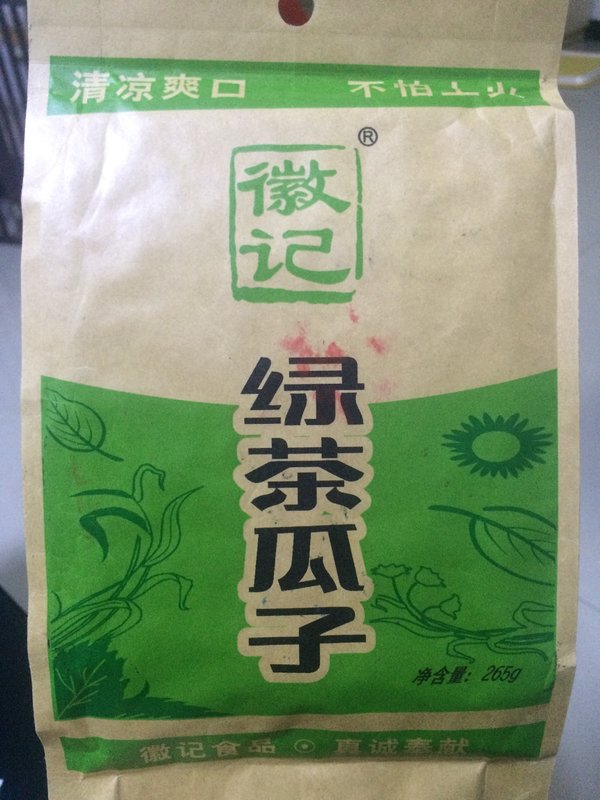 清凉爽口 不怕上火
徽记
®
绿茶瓜子
净含量: 265g
徽记食品 ⊙ 真诚奉献